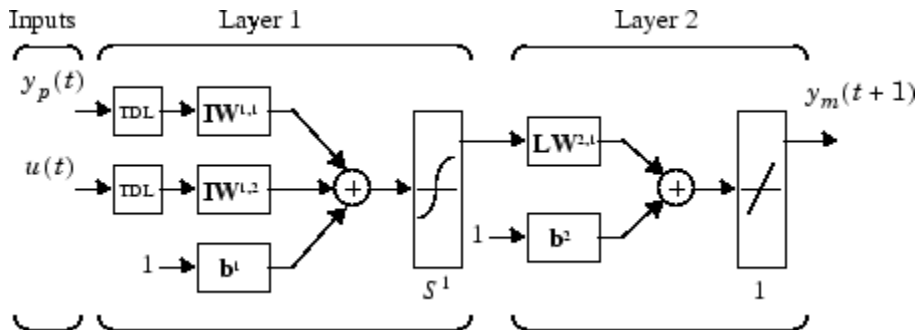 Inputs Layer 1 Layer 2
y_p(t) TDL IW^{1,1} y_m(t+1)
LW^{2,1}
u(t) TDL IW^{1,2} + +
1 b^1 1 b^2
S^1 1